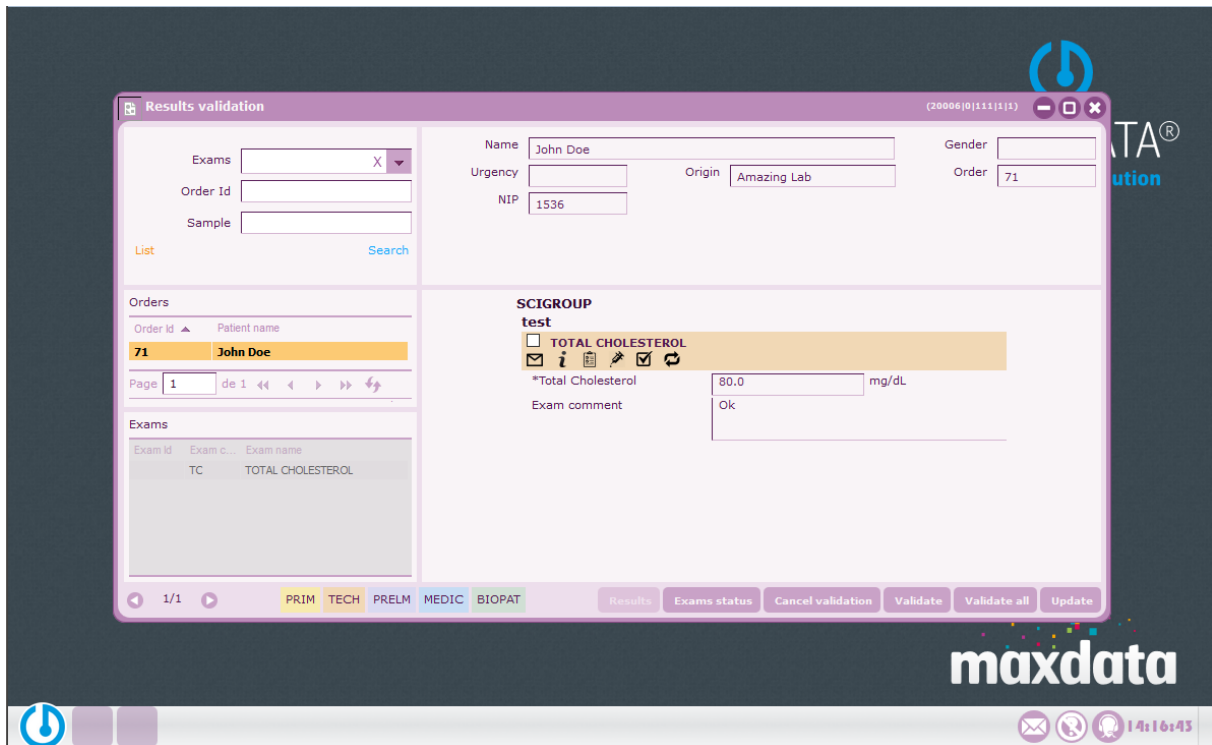 Results validation
(20006|0|111|1|1)
TA®
ution
Exams X
Order Id
Sample
List Search
Name John Doe Gender
Urgency Origin Amazing Lab Order 71
NIP 1536
Orders
Order Id Patient name
71 John Doe
Page 1 de 1
Exams
Exam Id Exam c... Exam name
TC TOTAL CHOLESTEROL
SCIGROUP
test
TOTAL CHOLESTEROL
*Total Cholesterol 80.0 mg/dL
Exam comment Ok
1/1 PRIM TECH PRELM MEDIC BIOPAT Results Exams status Cancel validation Validate Validate all Update
maxdata
14:16:43